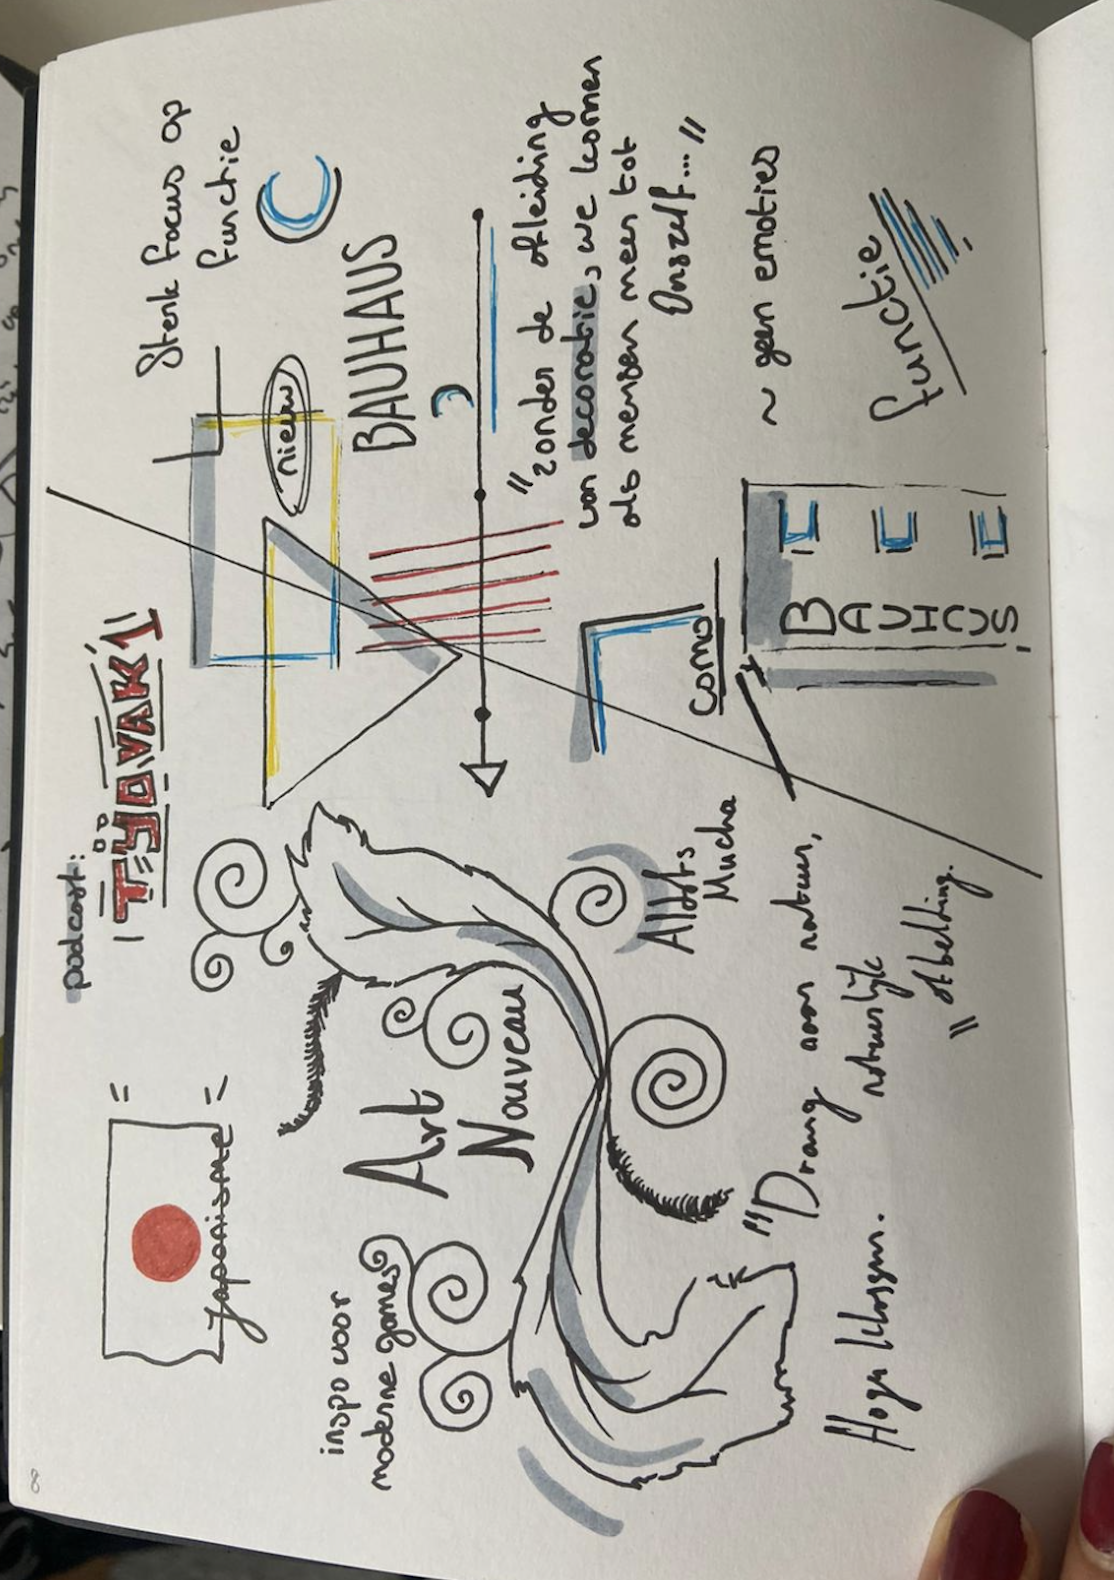 podcast:
TIJDVAK 1
Japonisme
inspo voor
moderne games
Art
Nouveau
Mucha
"Drang naar natuur,
natuurlijke
afbelding."
Hoge klassen.
Sterk focus op
functie
nieuw
BAUHAUS
"zonder de afleiding
van decoratie, we komen
als mensen meer tot
Onszelf..."
~ geen emoties
functie
Como
BAUHAUS
8